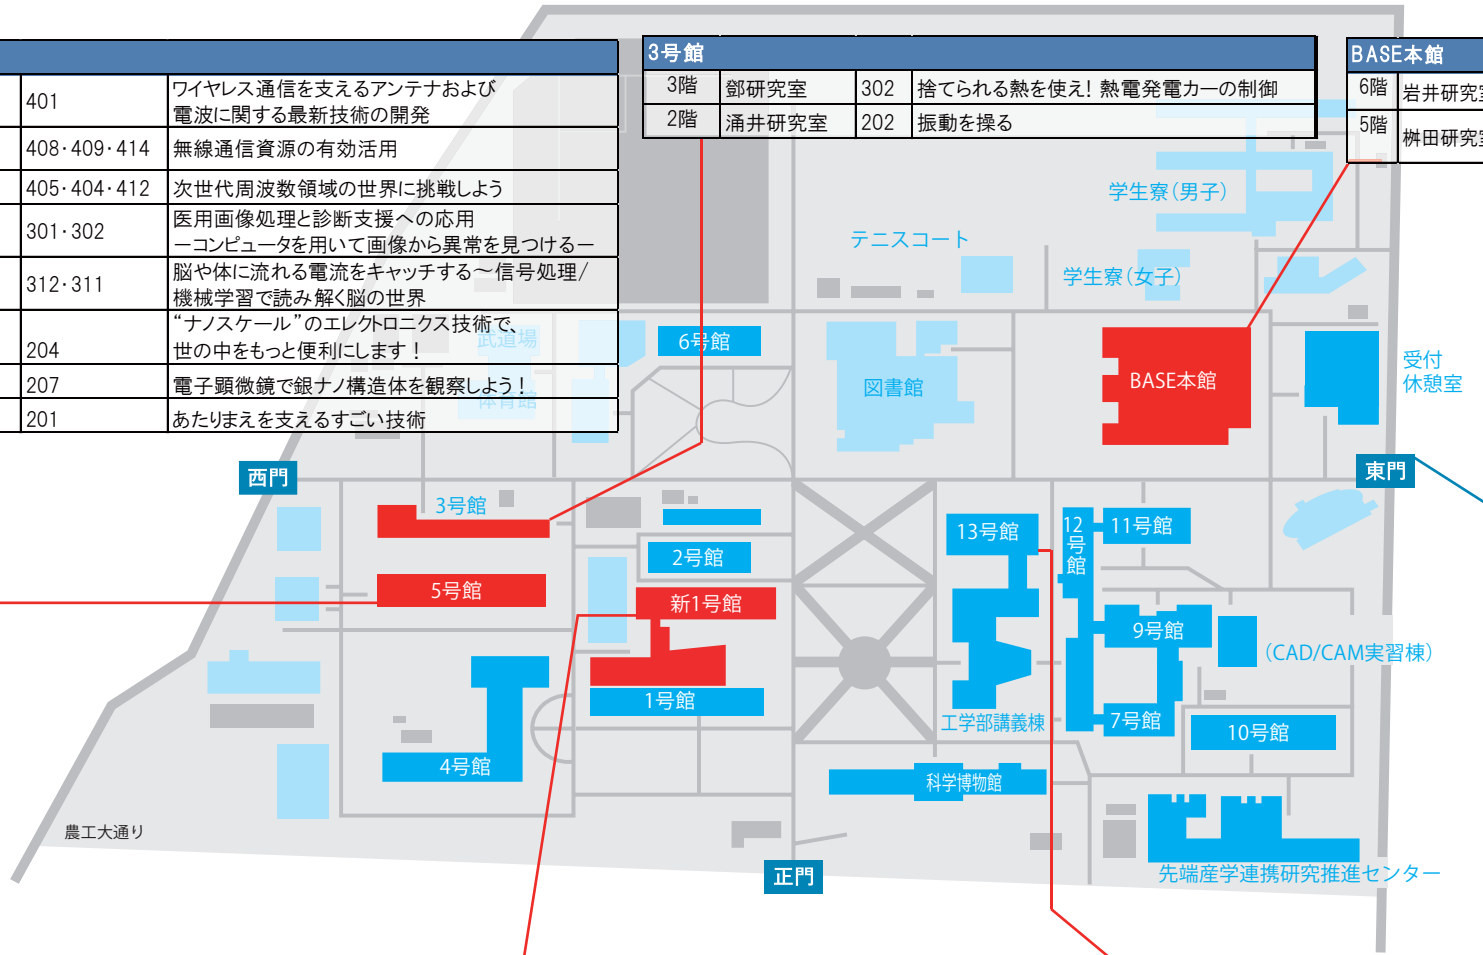 401 ワイヤレス通信を支えるアンテナおよび
電波に関する最新技術の開発
408・409・414 無線通信資源の有効活用
405・404・412 次世代周波数領域の世界に挑戦しよう
301・302 医用画像処理と診断支援への応用
ーコンピュータを用いて画像から異常を見つけるー
312・311 脳や体に流れる電流をキャッチする～信号処理/
機械学習で読み解く脳の世界
204 “ナノスケール”のエレクトロニクス技術で、
世の中をもっと便利にします！
207 電子顕微鏡で銀ナノ構造体を観察しよう！
201 あたりまえを支えるすごい技術
3号館
3階 鄧研究室 302 捨てられる熱を使え！ 熱電発電カーの制御
2階 涌井研究室 202 振動を操る
BASE本館
6階 岩井研究室
5階 桝田研究室
学生寮（男子）
テニスコート
学生寮（女子）
武道場
体育館
6号館
図書館
BASE本館
受付
休憩室
西門
東門
3号館
5号館
2号館
新1号館
1号館
4号館
13号館
12号館
11号館
9号館
（CAD/CAM実習棟）
7号館
10号館
工学部講義棟
科学博物館
農工大通り
正門
先端産学連携研究推進センター